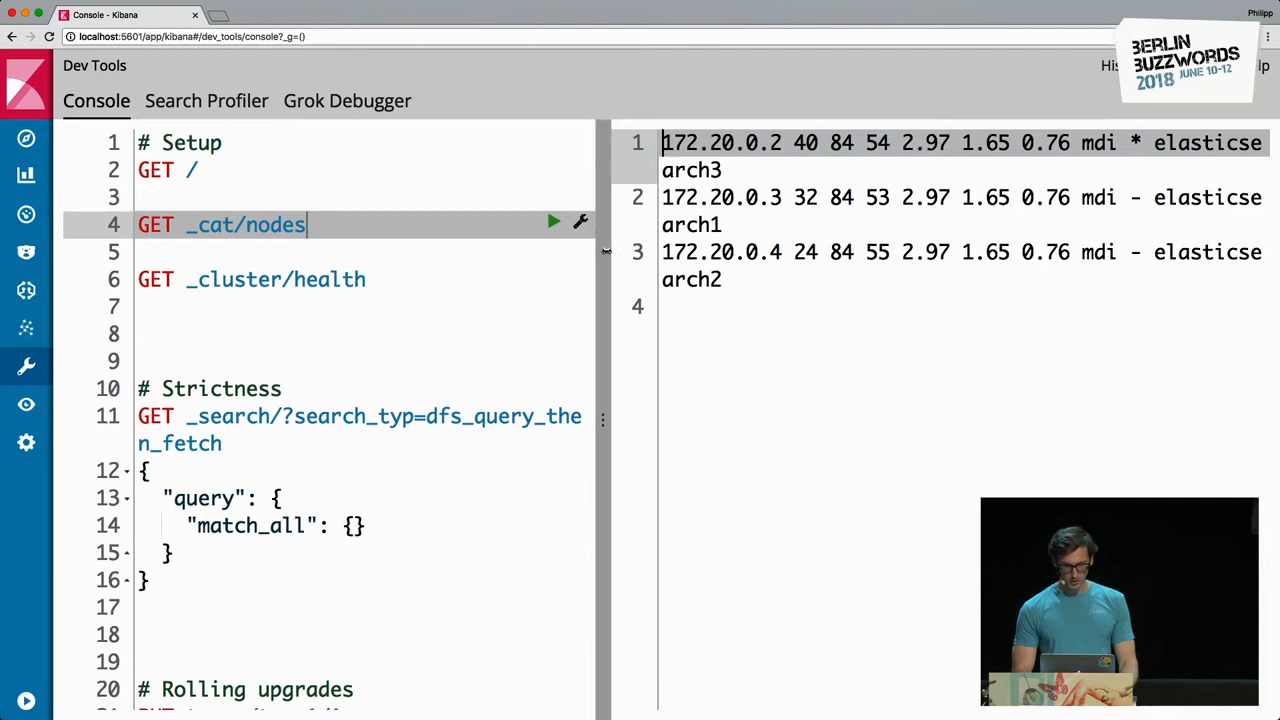 Console - Kibana
Philipp
localhost:5601/app/kibana#/dev_tools/console?_g=()
BERLIN
BUZZWORDS
2018 JUNE 10-12
Dev Tools
Console Search Profiler Grok Debugger
1 # Setup
2 GET /
3
4 GET _cat/nodes
5
6 GET _cluster/health
7
8
9
10 # Strictness
11 GET _search/?search_typ=dfs_query_the
n_fetch
12 {
13 "query": {
14 "match_all": {}
15 }
16 }
17
18
19
20 # Rolling upgrades
1 172.20.0.2 40 84 54 2.97 1.65 0.76 mdi * elasticse
arch3
2 172.20.0.3 32 84 53 2.97 1.65 0.76 mdi - elasticse
arch1
3 172.20.0.4 24 84 55 2.97 1.65 0.76 mdi - elasticse
arch2
4